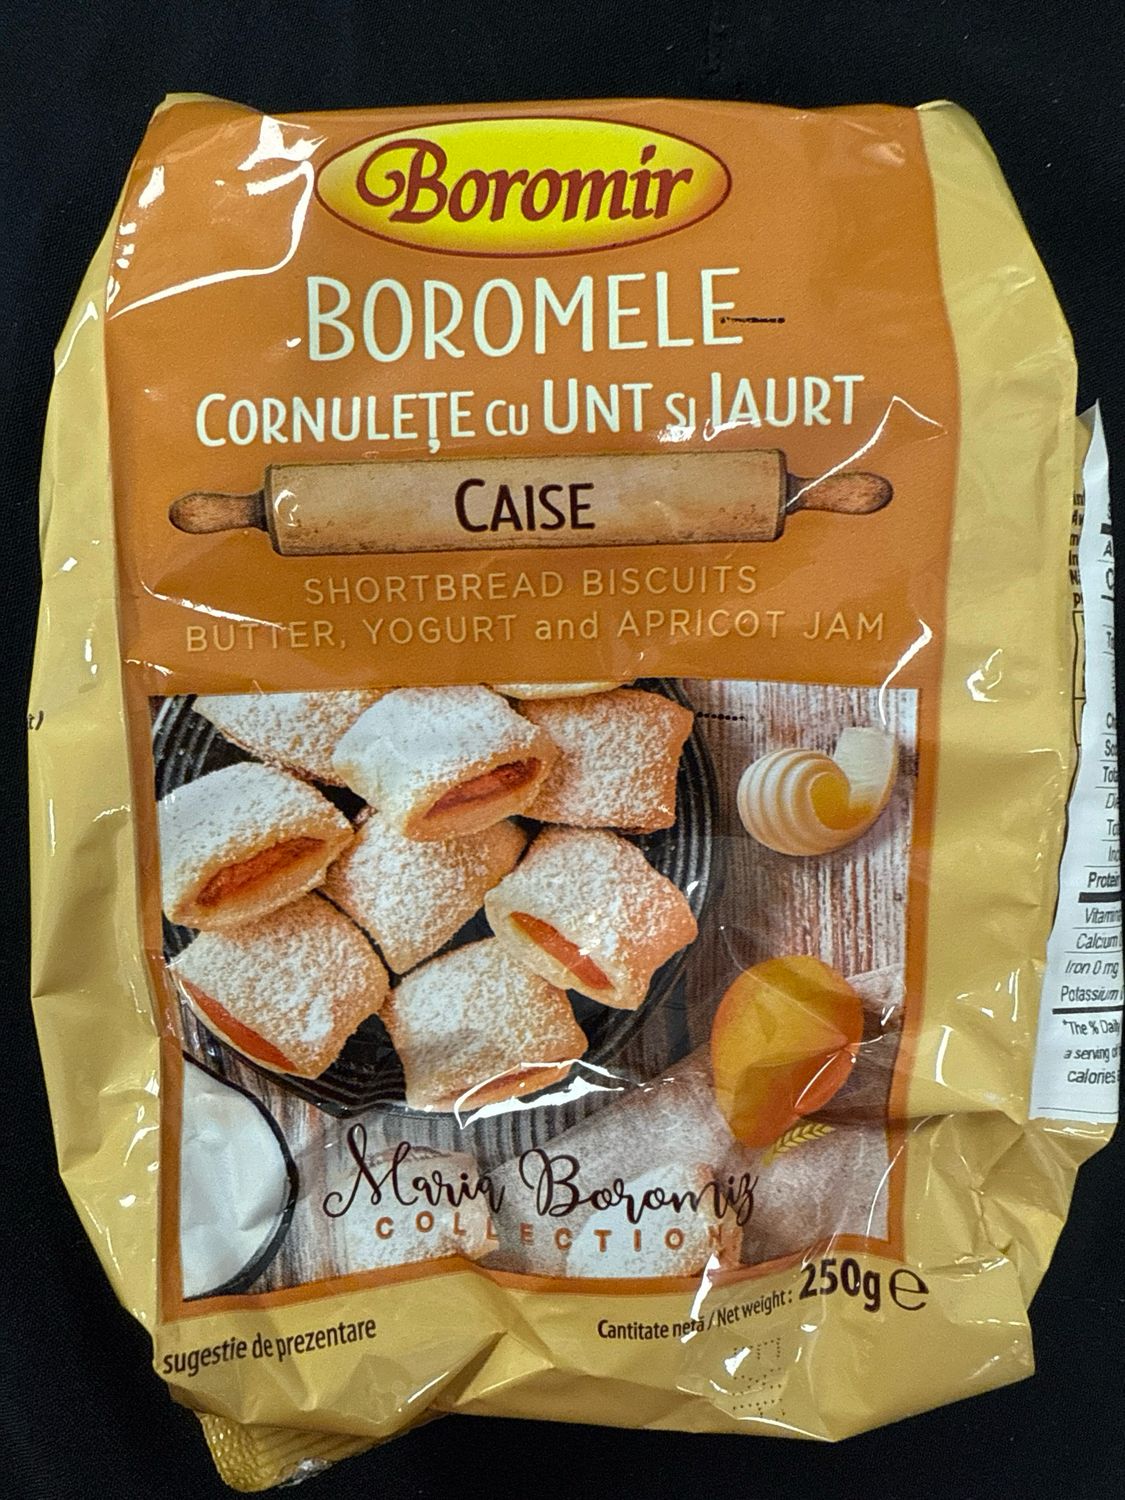 Boromir
BOROMELE
CORNULEȚE CU UNT ȘI IAURT
CAISE
SHORTBREAD BISCUITS
BUTTER, YOGURT and APRICOT JAM
Maria Boromiz
COLLECTION
Cantitate netă / Net weight: 250g ℮
sugestie de prezentare
Protein
Calcium
Iron 0 mg
Potassium
*The % Daily
a serving of
calories